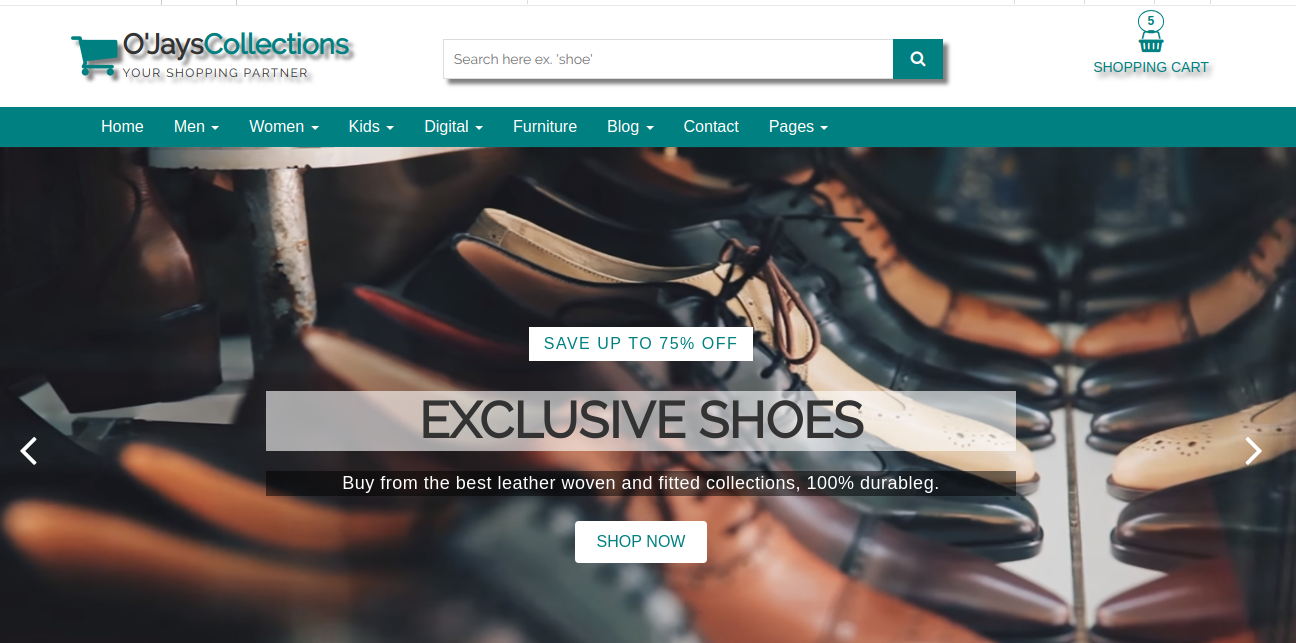 O'JaysCollections
YOUR SHOPPING PARTNER
Search here ex. 'shoe'
5
SHOPPING CART
Home Men Women Kids Digital Furniture Blog Contact Pages
SAVE UP TO 75% OFF
EXCLUSIVE SHOES
Buy from the best leather woven and fitted collections, 100% durableg.
SHOP NOW